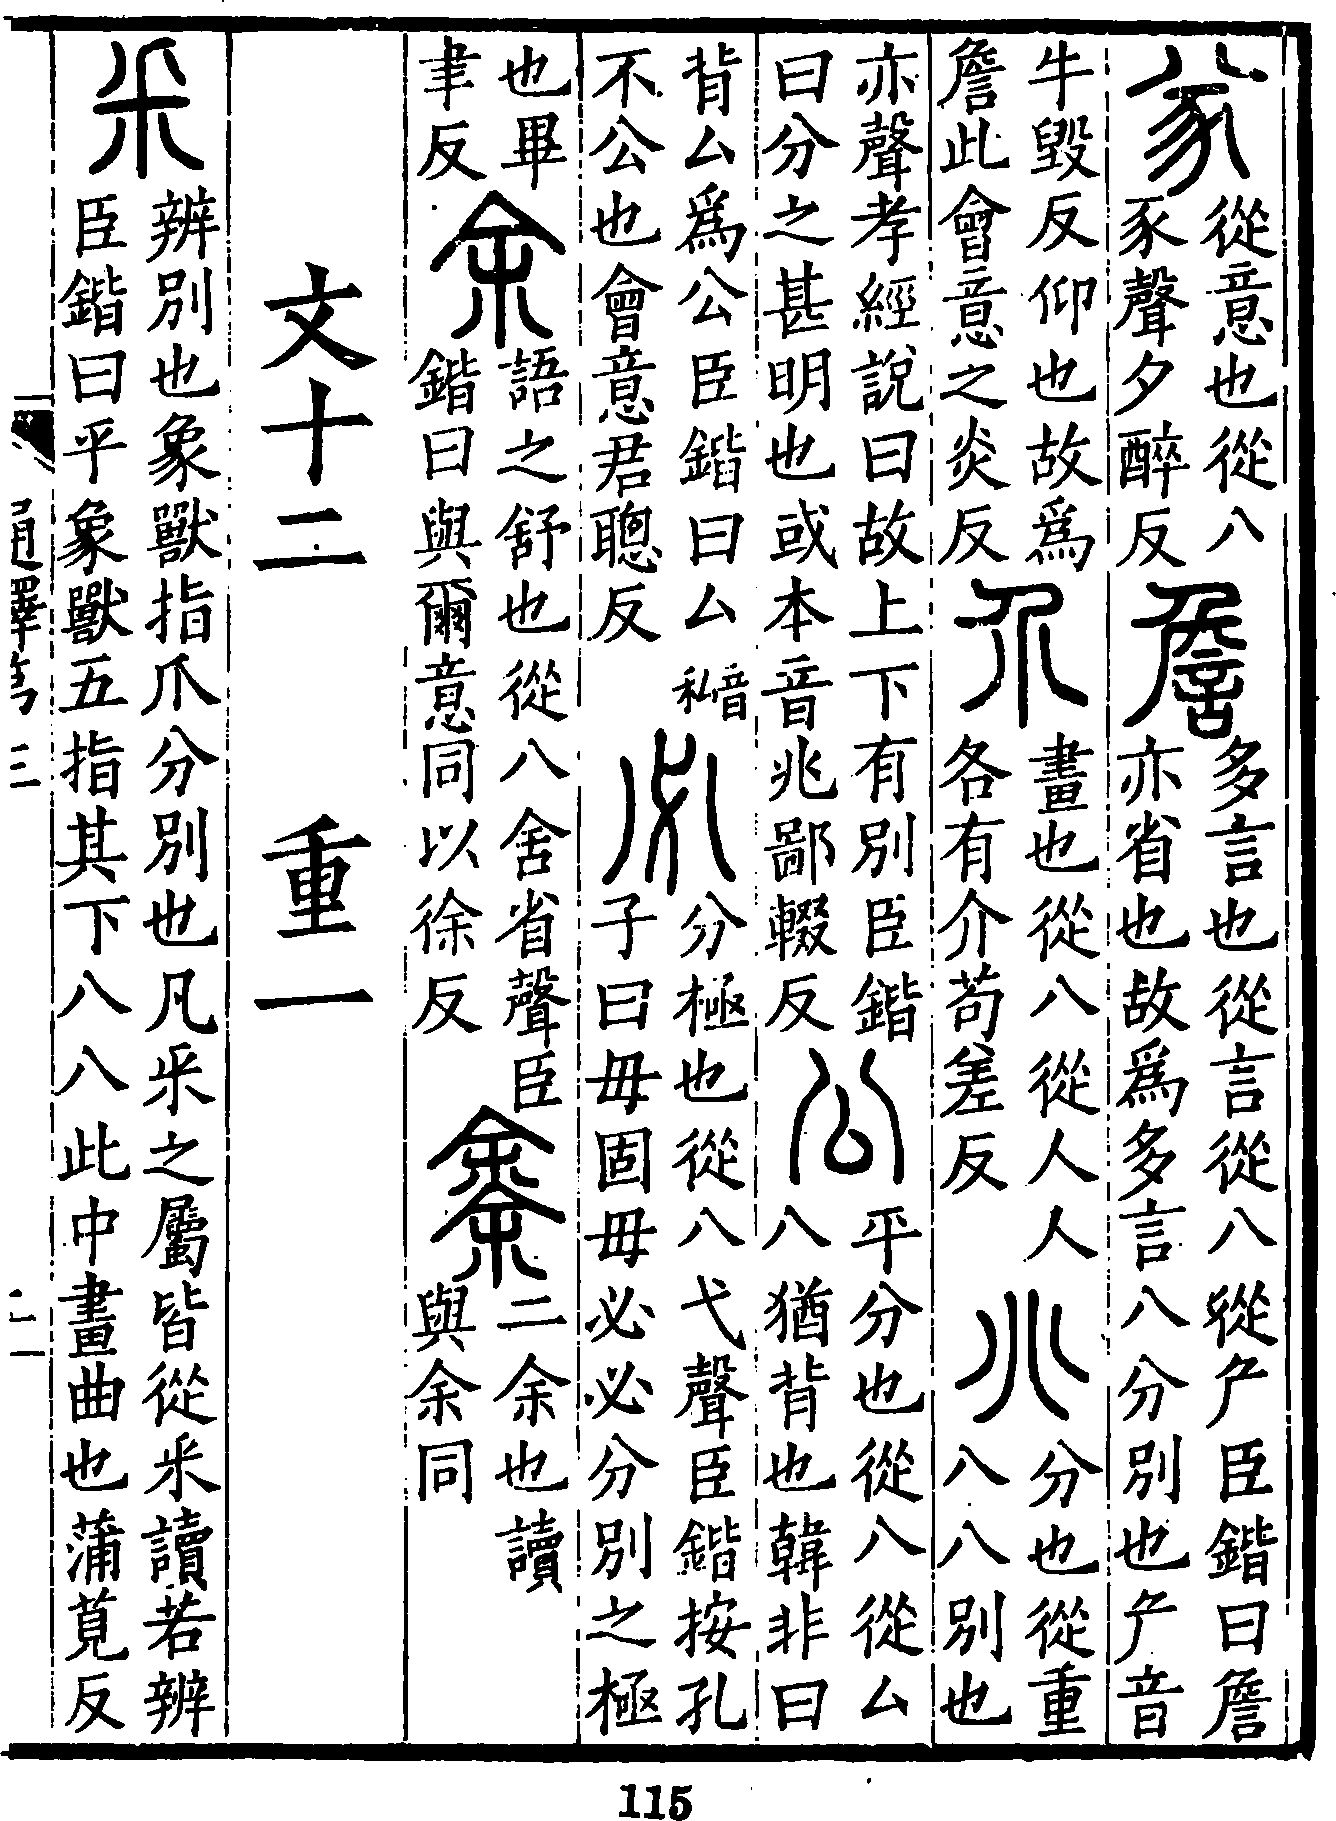 㒸
從意也從八
豕聲夕醉反
詹
多言也從言從八從厃臣鍇曰詹
亦省也故爲多言八分別也厃音
牛毀反仰也故爲
詹此會意之炎反
介
畫也從八從人人
各有介苟差反
𠔁
分也從重
八八別也
亦聲孝經說曰故上下有別臣鍇
曰分之甚明也或本音兆鄙輟反
公
平分也從八從厶
八猶背也韓非曰
背厶爲公臣鍇曰厶音私
不公也會意君聰反
必
分極也從八弋聲臣鍇按孔
子曰毋固毋必必分別之極
也畢
聿反
余
語之舒也從八舍省聲臣
鍇曰與爾意同以徐反
𠎳
二余也讀
與余同
文十二 重一
釆
辨別也象獸指爪分別也凡釆之屬皆從釆讀若辨
臣鍇曰平象獸五指其下八八此中畫曲也蒲莧反
通釋第三 二
115